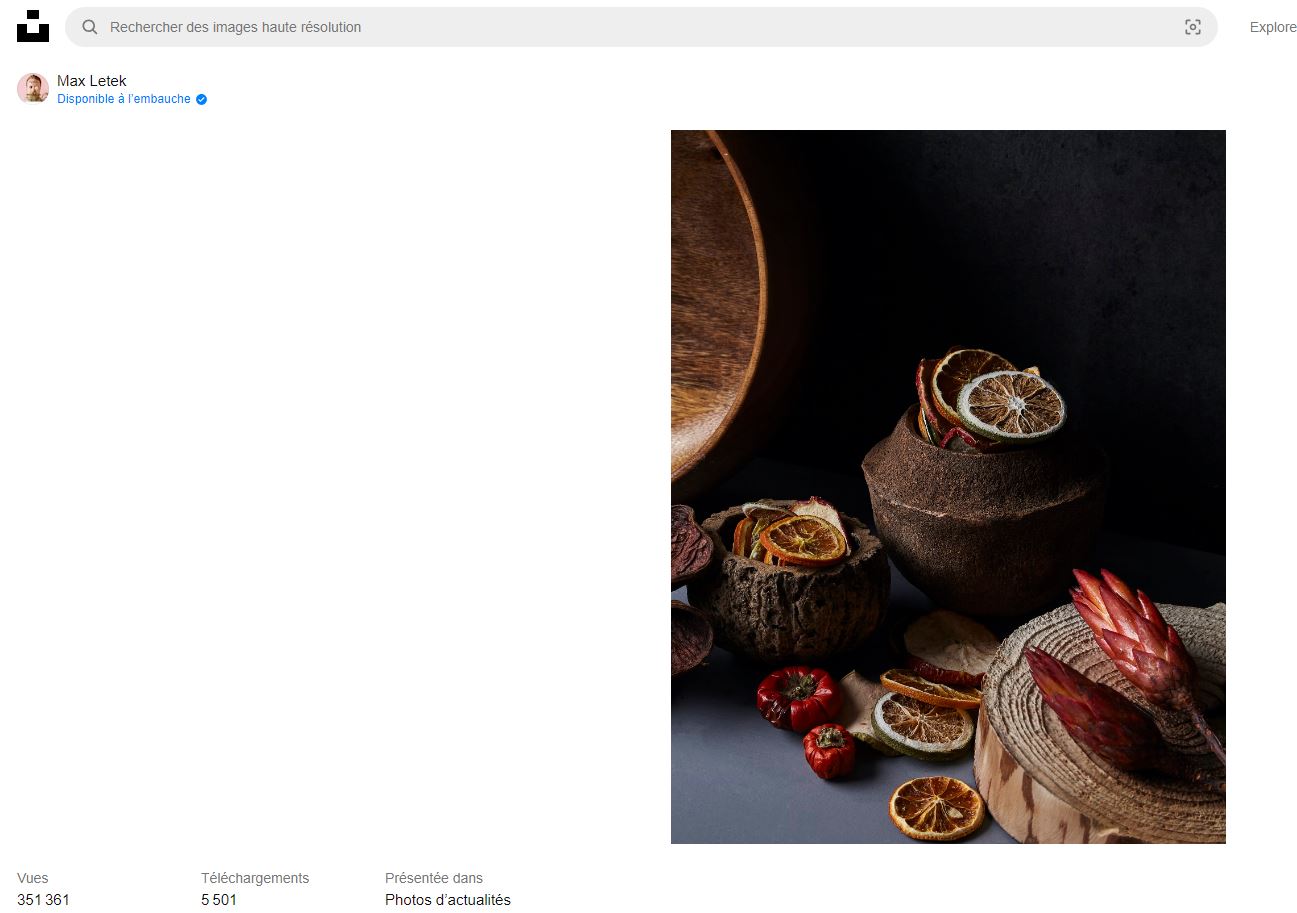 Rechercher des images haute résolution
Explore
Max Letek
Disponible à l’embauche
Vues
Téléchargements
Présentée dans
351 361
5 501
Photos d’actualités